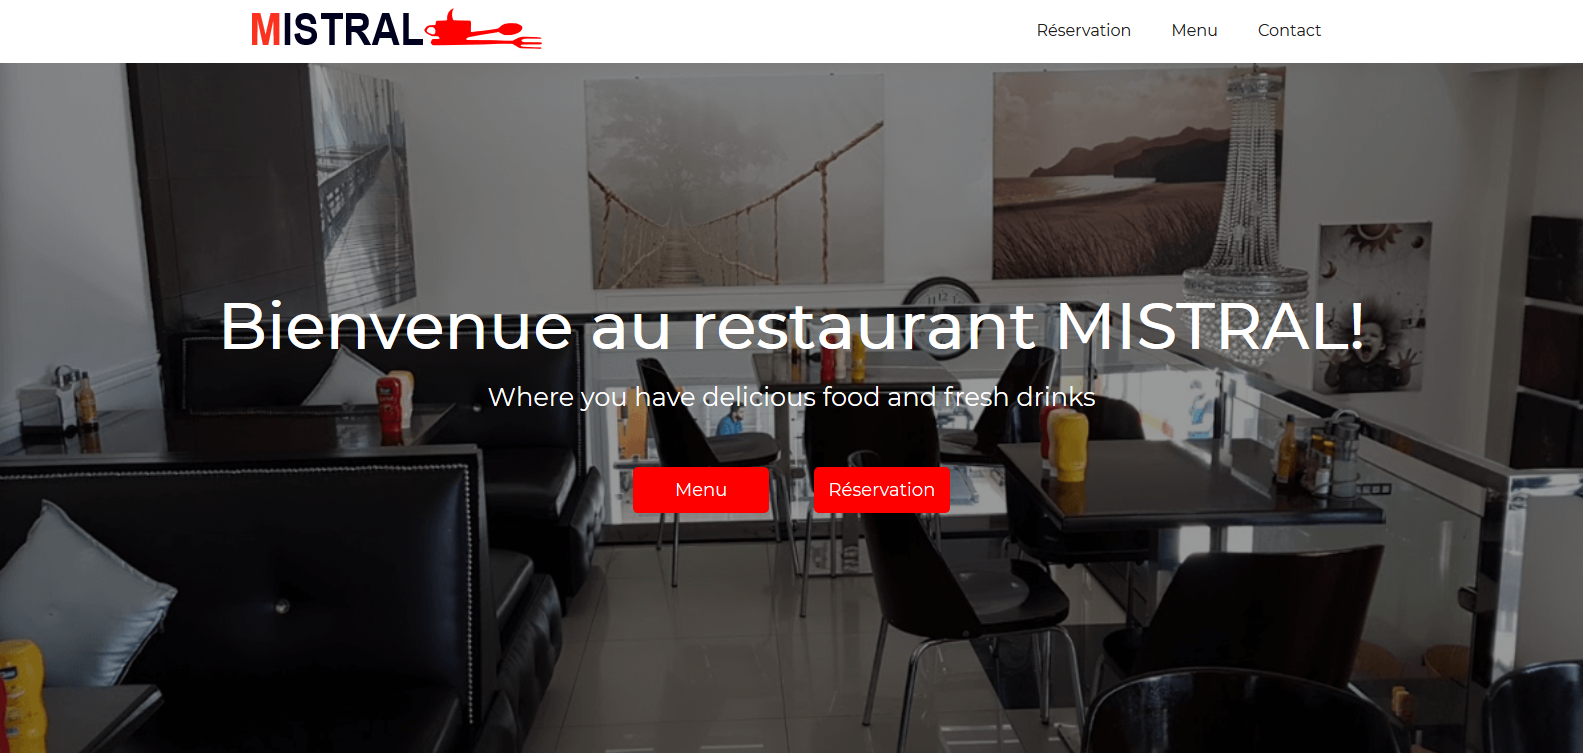 MISTRAL
Réservation Menu Contact
Bienvenue au restaurant MISTRAL!
Where you have delicious food and fresh drinks
Menu Réservation